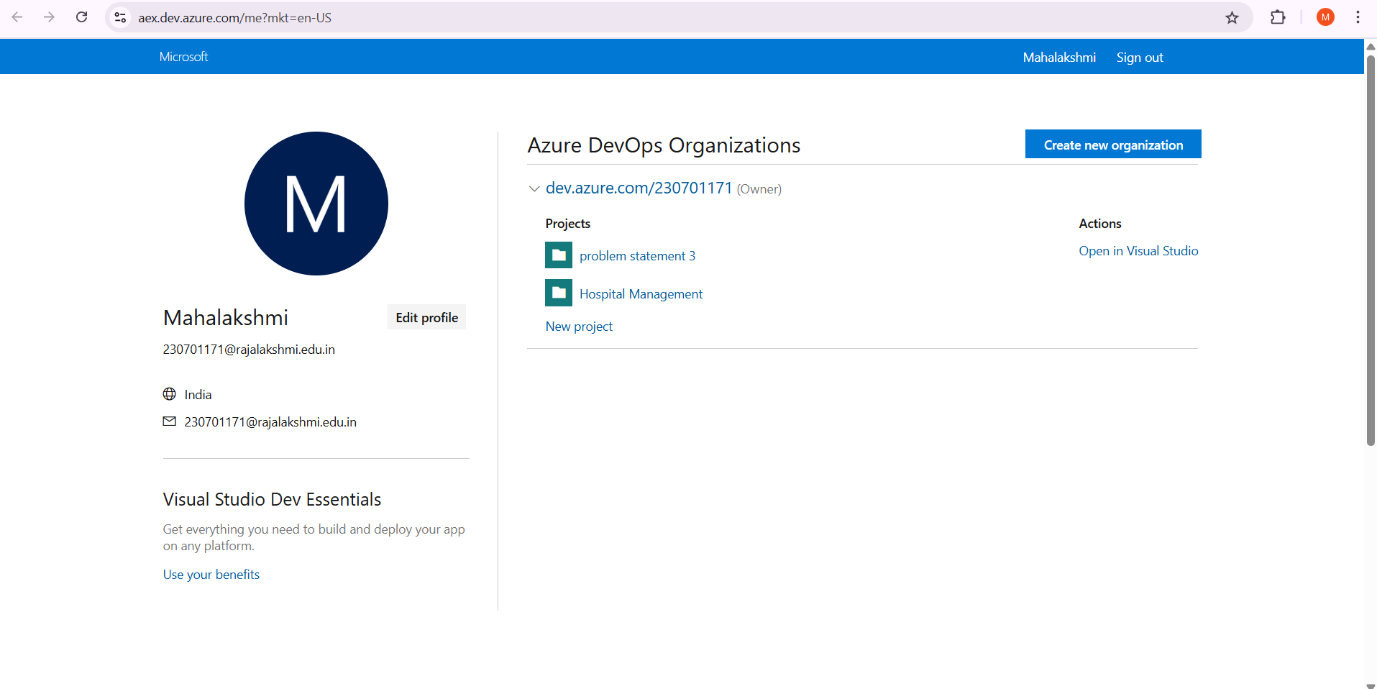 aex.dev.azure.com/me?mkt=en-US
M
Microsoft
Mahalakshmi
Sign out
M
Mahalakshmi
Edit profile
230701171@rajalakshmi.edu.in
India
230701171@rajalakshmi.edu.in
Visual Studio Dev Essentials
Get everything you need to build and deploy your app
on any platform.
Use your benefits
Azure DevOps Organizations
Create new organization
dev.azure.com/230701171 (Owner)
Projects
Actions
problem statement 3
Open in Visual Studio
Hospital Management
New project